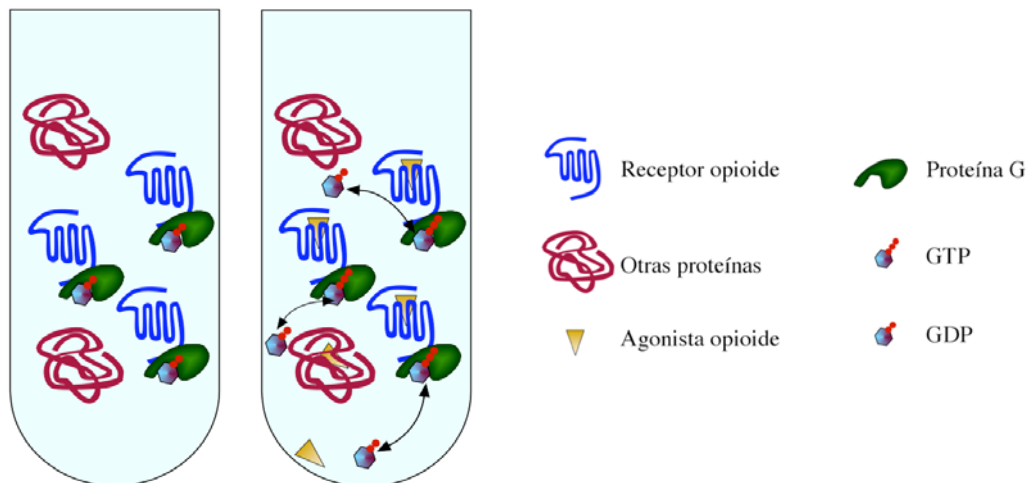 Receptor opioide
Proteína G
Otras proteínas
GTP
Agonista opioide
GDP